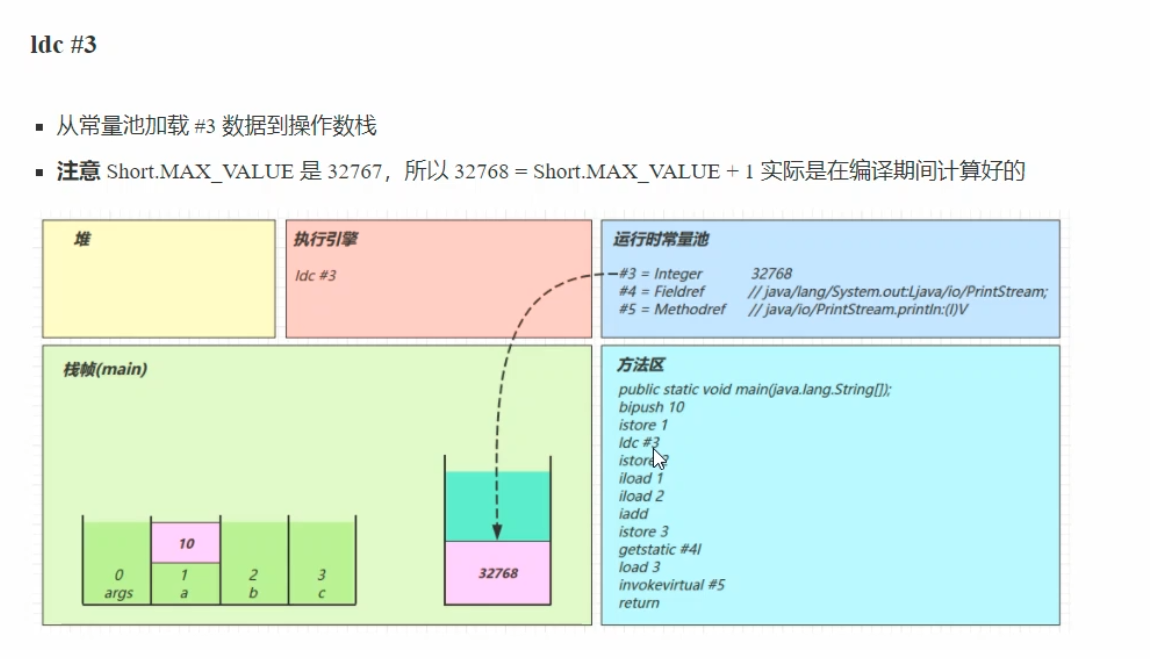 ldc #3
从常量池加载 #3 数据到操作数栈
注意 Short.MAX_VALUE 是 32767，所以 32768 = Short.MAX_VALUE + 1 实际是在编译期间计算好的
堆
执行引擎
ldc #3
运行时常量池
#3 = Integer 32768
#4 = Fieldref // java/lang/System.out:Ljava/io/PrintStream;
#5 = Methodref // java/io/PrintStream.println:(I)V
栈帧(main)
10
0 1 2 3
args a b c
32768
方法区
public static void main(java.lang.String[]);
bipush 10
istore 1
ldc #3
istore 2
iload 1
iload 2
iadd
istore 3
getstatic #4l
load 3
invokevirtual #5
return